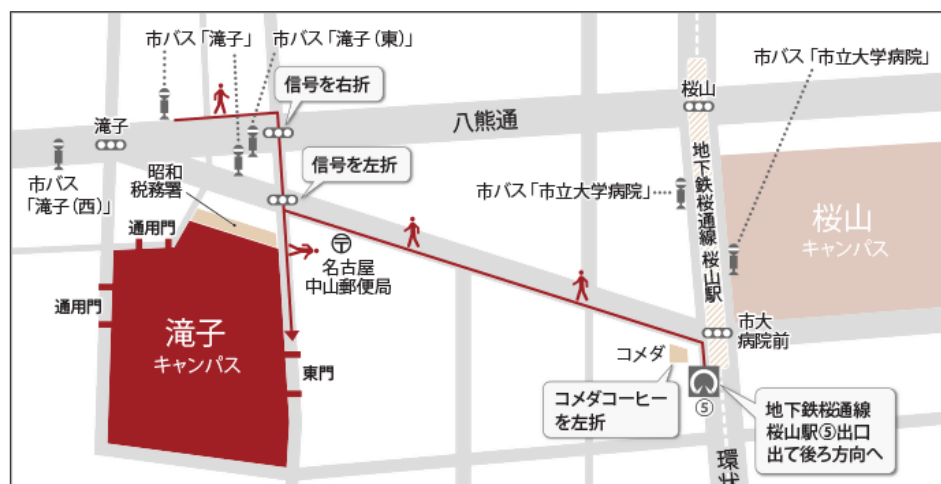 市バス「滝子」
市バス「滝子(東)」
信号を右折
滝子
八熊通
桜山
市バス「市立大学病院」
信号を左折
昭和
税務署
市バス
「滝子(西)」
通用門
通用門
名古屋
中山郵便局
市バス「市立大学病院」
地下鉄桜通線 桜山駅
桜山
キャンパス
滝子
キャンパス
東門
コメダ
コメダコーヒー
を左折
市大
病院前
⑤
地下鉄桜通線
桜山駅⑤出口
出て後ろ方向へ
環状